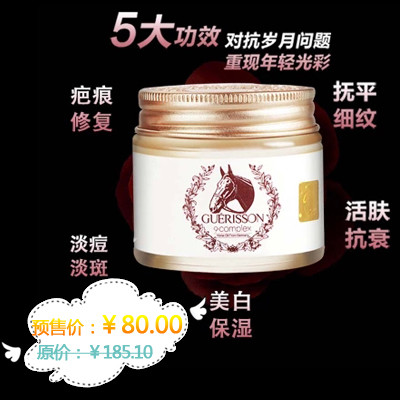 5大功效 对抗岁月问题
重现年轻光彩
疤痕
修复
抚平
细纹
GUERISSON
9complex
活肤
抗衰
淡痘
淡斑
美白
保湿
预售价：￥80.00
原价：￥185.10